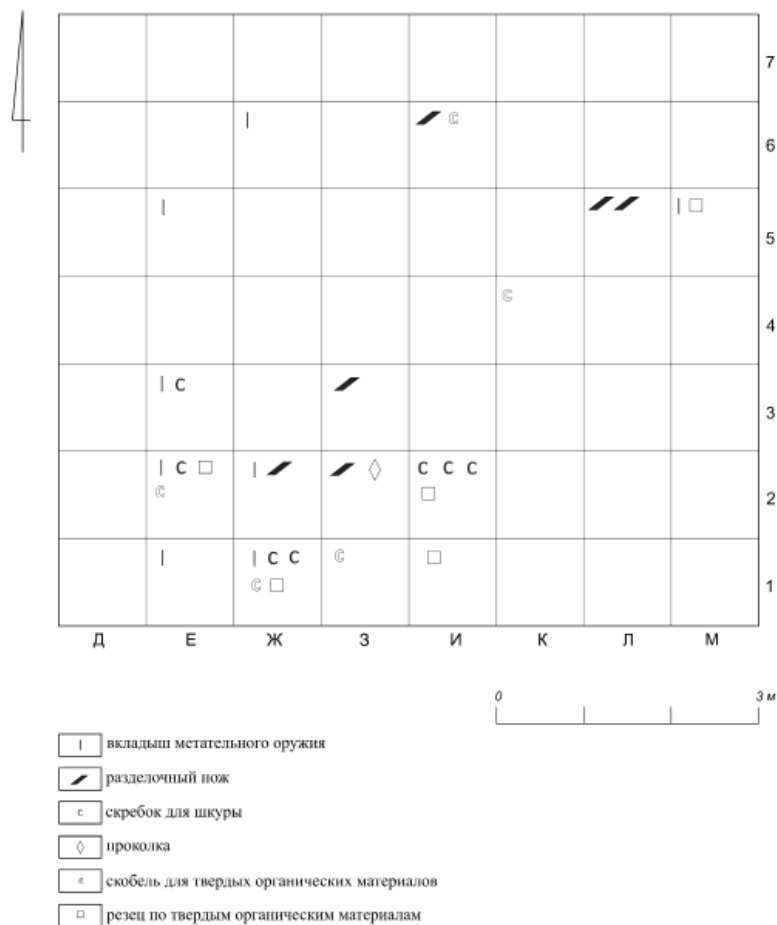 7
6
5
4
3
2
1
Д Е Ж З И К Л М
0 3 м
вкладыш метательного оружия
разделочный нож
скребок для шкуры
проколка
скобель для твердых органических материалов
резец по твердым органическим материалам